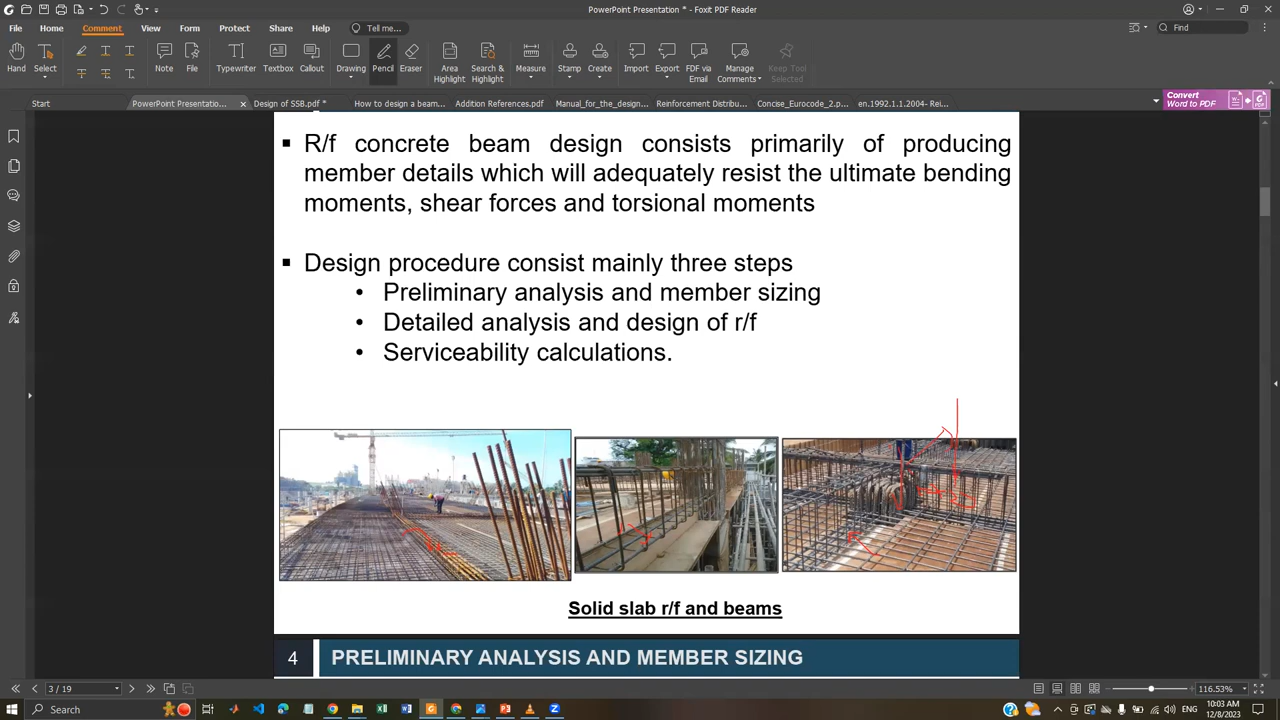 PowerPoint Presentation * - Foxit PDF Reader
File Home Comment View Form Protect Share Help Tell me... Find
Hand Select Note File Typewriter Textbox Callout Drawing Pencil Eraser Area Highlight Search & Highlight Measure Stamp Create Import Export FDF via Email Manage Comments Keep Tool Selected
Start PowerPoint Presentatio... Design of SSB.pdf * How to design a beam... Addition References.pdf Manual_for_the_design... Reinforcement Distribu... Concise_Eurocode_2.p... en.1992.1.1.2004- Rei... Convert Word to PDF
▪ R/f concrete beam design consists primarily of producing
member details which will adequately resist the ultimate bending
moments, shear forces and torsional moments
▪ Design procedure consist mainly three steps
• Preliminary analysis and member sizing
• Detailed analysis and design of r/f
• Serviceability calculations.
Solid slab r/f and beams
4 PRELIMINARY ANALYSIS AND MEMBER SIZING
3 / 19 116.53%
Search 10:03 AM
12/8/2023